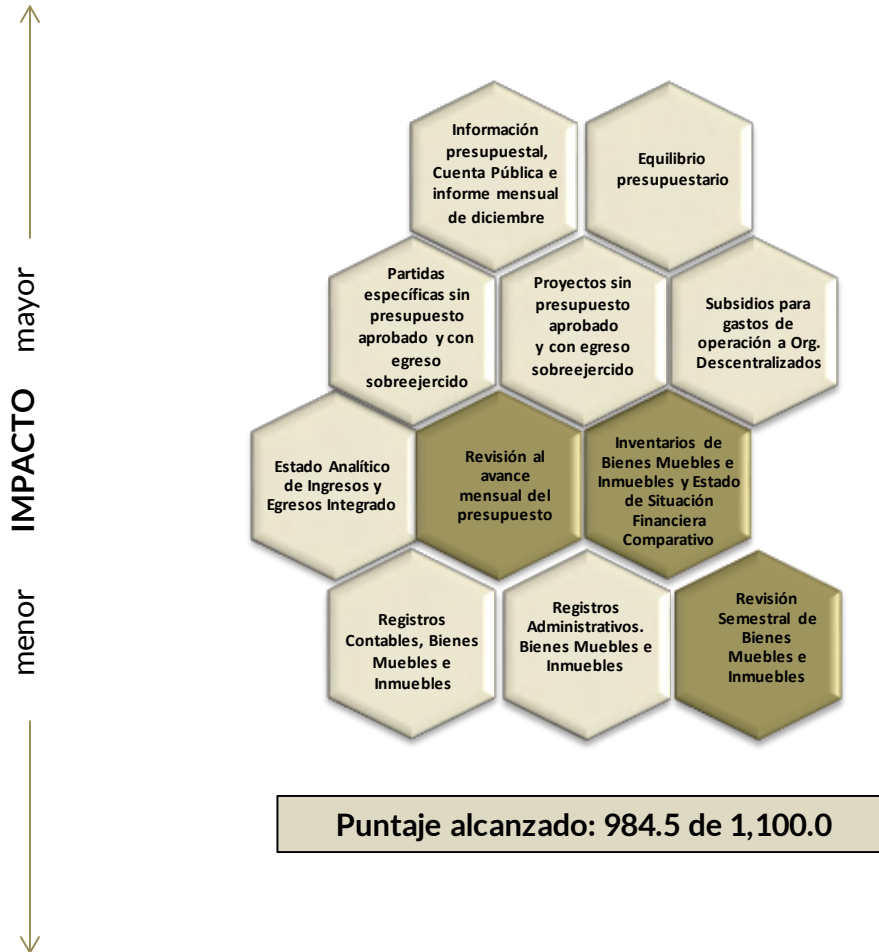 Información
presupuestal,
Cuenta Pública e
informe mensual
de diciembre
Equilibrio
presupuestario
Partidas
específicas sin
presupuesto
aprobado y con
egreso
sobreejercido
Proyectos sin
presupuesto
aprobado
y con egreso
sobreejercido
Subsidios para
gastos de
operación a Org.
Descentralizados
Estado Analítico
de Ingresos y
Egresos Integrado
Revisión al
avance
mensual del
presupuesto
Inventarios de
Bienes Muebles e
Inmuebles y Estado
de Situación
Financiera
Comparativo
Registros
Contables, Bienes
Muebles e
Inmuebles
Registros
Administrativos.
Bienes Muebles e
Inmuebles
Revisión
Semestral de
Bienes
Muebles e
Inmuebles
menor IMPACTO mayor
Puntaje alcanzado: 984.5 de 1,100.0